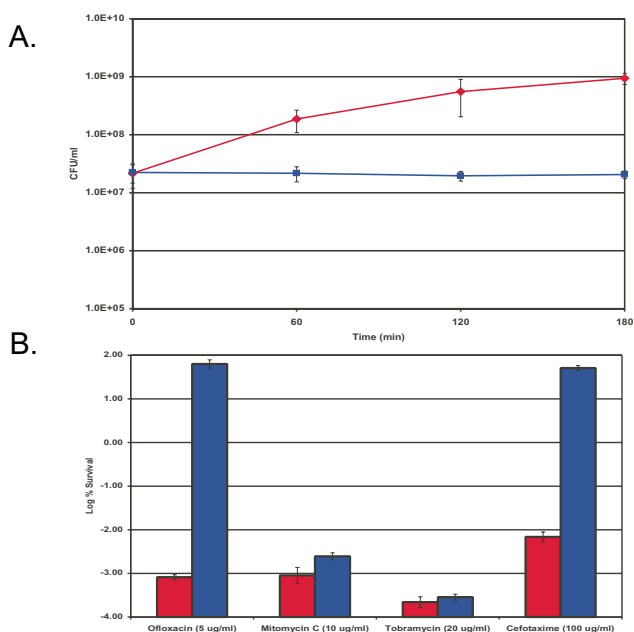 A.
1.0E+10
1.0E+09
1.0E+08
1.0E+07
1.0E+06
1.0E+05
CFU/ml
0 60 120 180
Time (min)
B.
2.00
1.00
0.00
-1.00
-2.00
-3.00
-4.00
Log % Survival
Ofloxacin (5 ug/ml) Mitomycin C (10 ug/ml) Tobramycin (20 ug/ml) Cefotaxime (100 ug/ml)